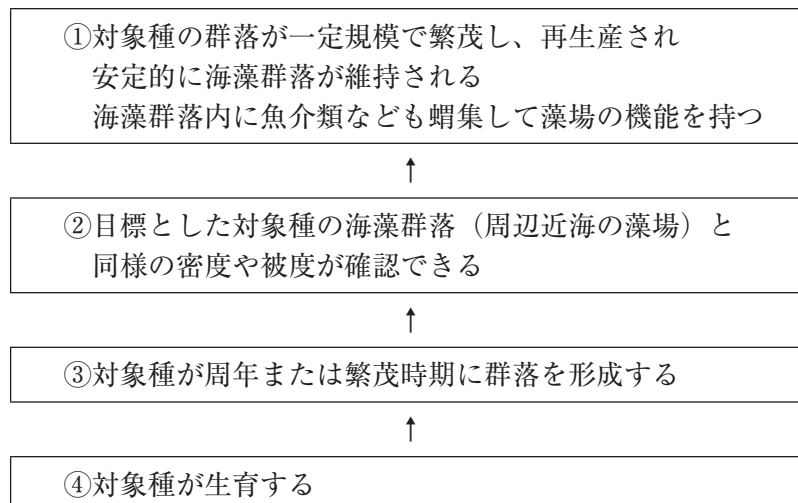 ①対象種の群落が一定規模で繁茂し、再生産され
安定的に海藻群落が維持される
海藻群落内に魚介類なども蝟集して藻場の機能を持つ
↑
②目標とした対象種の海藻群落（周辺近海の藻場）と
同様の密度や被度が確認できる
↑
③対象種が周年または繁茂時期に群落を形成する
↑
④対象種が生育する